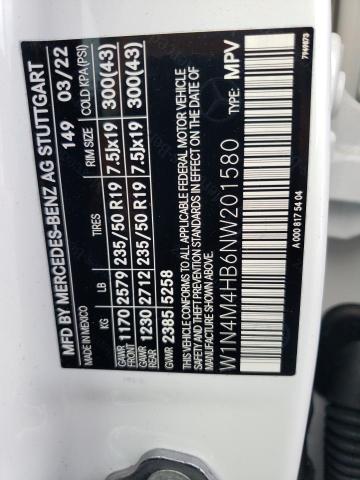 MFD BY MERCEDES-BENZ AG STUTTGART
MADE IN MEXICO 149 03/22
KG LB TIRES RIM SIZE COLD KPA (PSI)
GAWR FRONT 1170 2579 235/50 R19 7.5Jx19 300(43)
GAWR REAR 1230 2712 235/50 R19 7.5Jx19 300(43)
GVWR 2385 5258
THIS VEHICLE CONFORMS TO ALL APPLICABLE FEDERAL MOTOR VEHICLE
SAFETY AND THEFT PREVENTION STANDARDS IN EFFECT ON THE DATE OF
MANUFACTURE SHOWN ABOVE.
W1N4M4HB6NW201580 TYPE: MPV
A 000 817 54 04 7969873